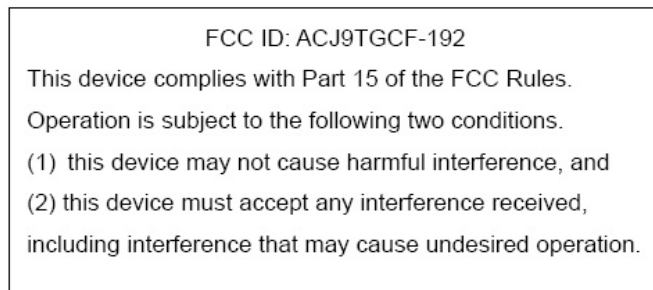 FCC ID: ACJ9TGCF-192
This device complies with Part 15 of the FCC Rules.
Operation is subject to the following two conditions.
(1) this device may not cause harmful interference, and
(2) this device must accept any interference received,
including interference that may cause undesired operation.